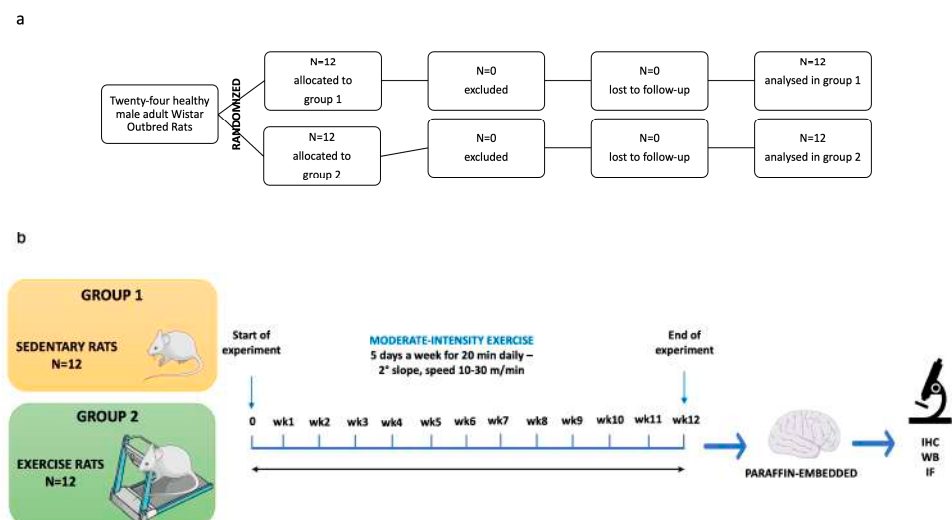 a
Twenty-four healthy
male adult Wistar
Outbred Rats
RANDOMIZED
N=12
allocated to
group 1
N=0
excluded
N=0
lost to follow-up
N=12
analysed in group 1
N=12
allocated to
group 2
N=0
excluded
N=0
lost to follow-up
N=12
analysed in group 2
b
GROUP 1
SEDENTARY RATS
N=12
GROUP 2
EXERCISE RATS
N=12
Start of
experiment
MODERATE-INTENSITY EXERCISE
5 days a week for 20 min daily –
2° slope, speed 10-30 m/min
End of
experiment
0 wk1 wk2 wk3 wk4 wk5 wk6 wk7 wk8 wk9 wk10 wk11 wk12
PARAFFIN-EMBEDDED
IHC
WB
IF